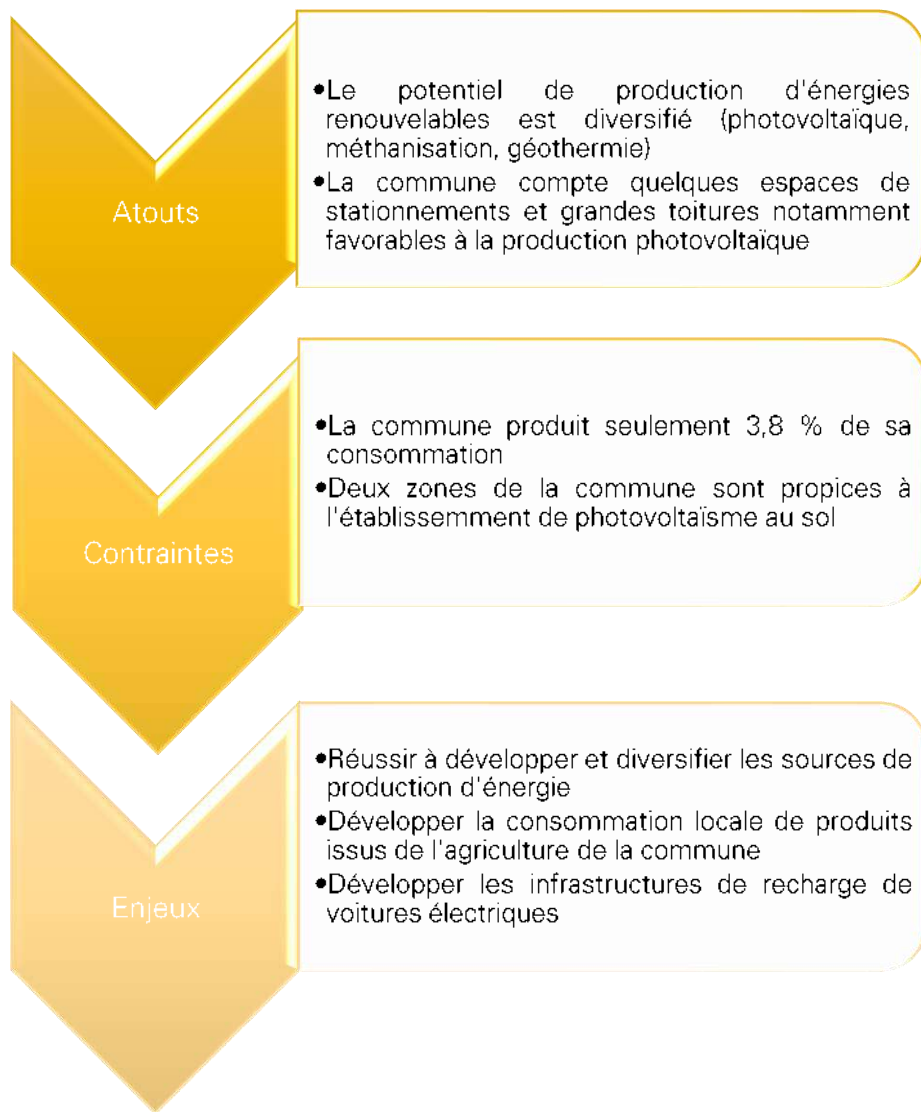 Atouts
•Le potentiel de production d'énergies
renouvelables est diversifié (photovoltaïque,
méthanisation, géothermie)
•La commune compte quelques espaces de
stationnements et grandes toitures notamment
favorables à la production photovoltaïque
Contraintes
•La commune produit seulement 3,8 % de sa
consommation
•Deux zones de la commune sont propices à
l'établissemment de photovoltaïsme au sol
Enjeux
•Réussir à développer et diversifier les sources de
production d'énergie
•Développer la consommation locale de produits
issus de l'agriculture de la commune
•Développer les infrastructures de recharge de
voitures électriques